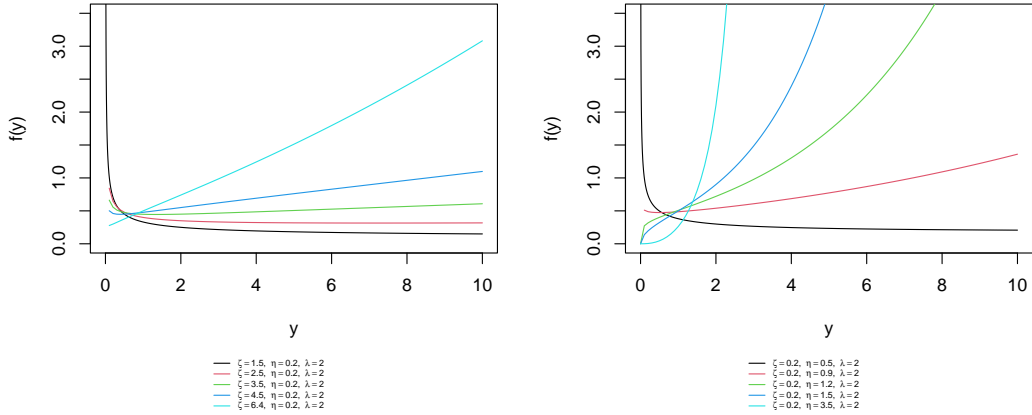 f(y)
0.0
1.0
2.0
3.0
0
2
4
6
8
10
y
ζ=1.5, η=0.2, λ=2
ζ=2.5, η=0.2, λ=2
ζ=3.5, η=0.2, λ=2
ζ=4.5, η=0.2, λ=2
ζ=6.4, η=0.2, λ=2
f(y)
0.0
1.0
2.0
3.0
0
2
4
6
8
10
y
ζ=0.2, η=0.5, λ=2
ζ=0.2, η=0.9, λ=2
ζ=0.2, η=1.2, λ=2
ζ=0.2, η=1.5, λ=2
ζ=0.2, η=3.5, λ=2